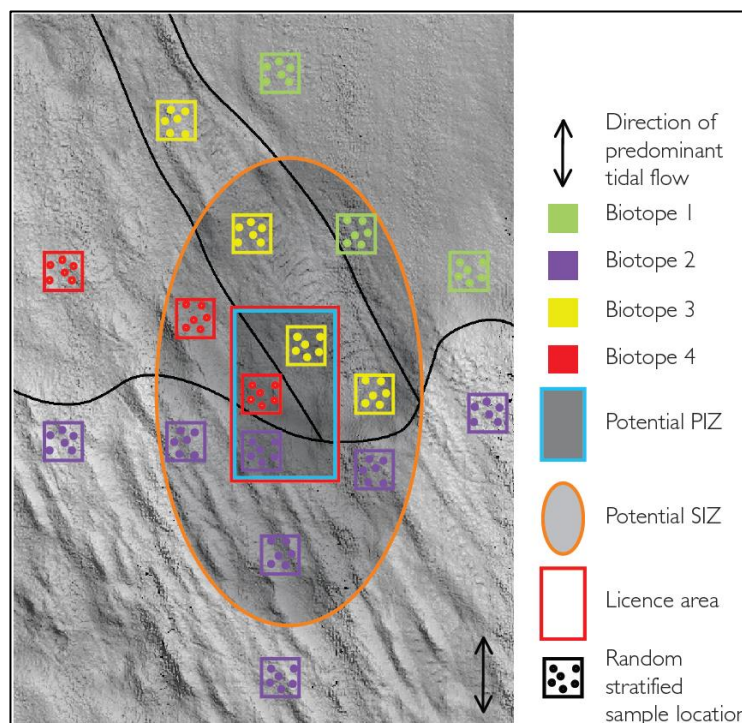 Direction of
predominant
tidal flow
Biotope 1
Biotope 2
Biotope 3
Biotope 4
Potential PIZ
Potential SIZ
Licence area
Random
stratified
sample location